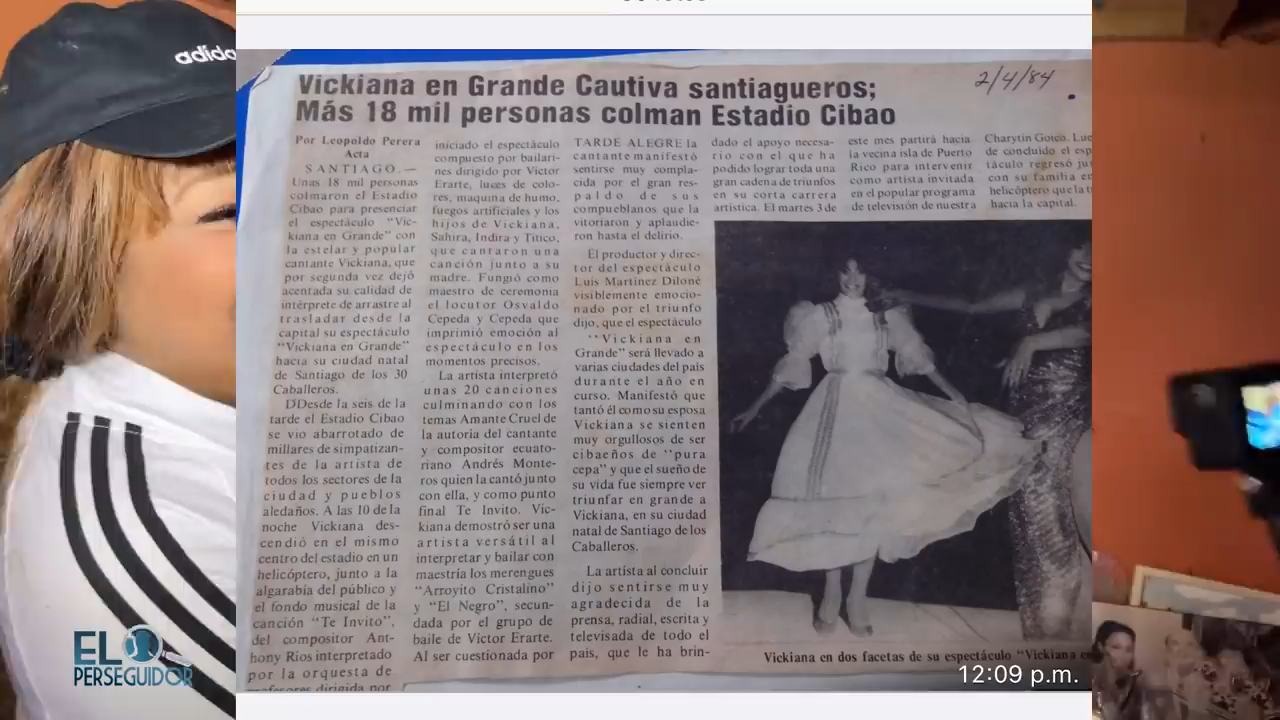 adidas
Vickiana en Grande Cautiva santiagueros;
Más 18 mil personas colman Estadio Cibao
2/4/84
Por Leopoldo Perera
Acta
SANTIAGO.—
Unas 18 mil personas
colmaron el Estadio
Cibao para presenciar
el espectáculo "Vic-
kiana en Grande" con
la estelar y popular
cantante Vickiana, que
por segunda vez dejó
acentada su calidad de
intérprete de arrastre al
trasladar desde la
capital su espectáculo
"Vickiana en Grande"
hacia su ciudad natal
de Santiago de los 30
Caballeros.
DDesde la seis de la
tarde el Estadio Cibao
se vio abarrotado de
millares de simpatizan-
tes de la artista de
todos los sectores de la
ciudad y pueblos
aledaños. A las 10 de la
noche Vickiana des-
cendió en el mismo
centro del estadio en un
helicóptero, junto a la
algarabía del público y
el fondo musical de la
canción "Te Invito",
del compositor Ant-
hony Ríos interpretado
por la orquesta de
profesores dirigida por
iniciado el espectáculo
compuesto por bailari-
nes dirigido por Víctor
Erarte, luces de colo-
res, maquina de humo,
fuegos artificiales y los
hijos de Vickiana,
Sahira, Indira y Titico,
que cantaron una
canción junto a su
madre. Fungió como
maestro de ceremonia
el locutor Osvaldo
Cepeda y Cepeda que
imprimió emoción al
espectáculo en los
momentos precisos.
La artista interpretó
unas 20 canciones
culminando con los
temas Amante Cruel de
la autoría del cantante
y compositor ecuato-
riano Andrés Monte-
ros quien la cantó junto
con ella, y como punto
final Te Invito. Vic-
kiana demostró ser una
artista versátil al
interpretar y bailar con
maestría los merengues
"Arroyito Cristalino"
y "El Negro", secun-
dada por el grupo de
baile de Victor Erarte.
Al ser cuestionada por
TARDE ALEGRE la
cantante manifestó
sentirse muy compla-
cida por el gran res-
paldo de sus
compueblanos que la
vitoriaron y aplaudie-
ron hasta el delirio.
El productor y direc-
tor del espectáculo
Luis Martínez Diloné
visiblemente emocio-
nado por el triunfo
dijo, que el espectáculo
"Vickiana en
Grande" será llevado a
varias ciudades del país
durante el año en
curso. Manifestó que
tantó él como su esposa
Vickiana se sienten
muy orgullosos de ser
cibaeños de "pura
cepa" y que el sueño de
su vida fue siempre ver
triunfar en grande a
Vickiana, en su ciudad
natal de Santiago de los
Caballeros.
La artista al concluir
dijo sentirse muy
agradecida de la
prensa, radial, escrita y
televisada de todo el
país, que le ha brin-
dado el apoyo necesa-
rio con el que ha
podido lograr toda una
gran cadena de triunfos
en su corta carrera
artística. El martes 3 de
este mes partirá hacia
la vecina isla de Puerto
Rico para intervenir
como artista invitada
en el popular programa
de televisión de nuestra
Charytín Goico. Lue
de concluido el esp
táculo regresó ju
con su familia en
helicóptero que la t
hacia la capital.
Vickiana en dos facetas de su espectáculo "Vickiana e
12:09 p.m.
EL
PERSEGUIDOR